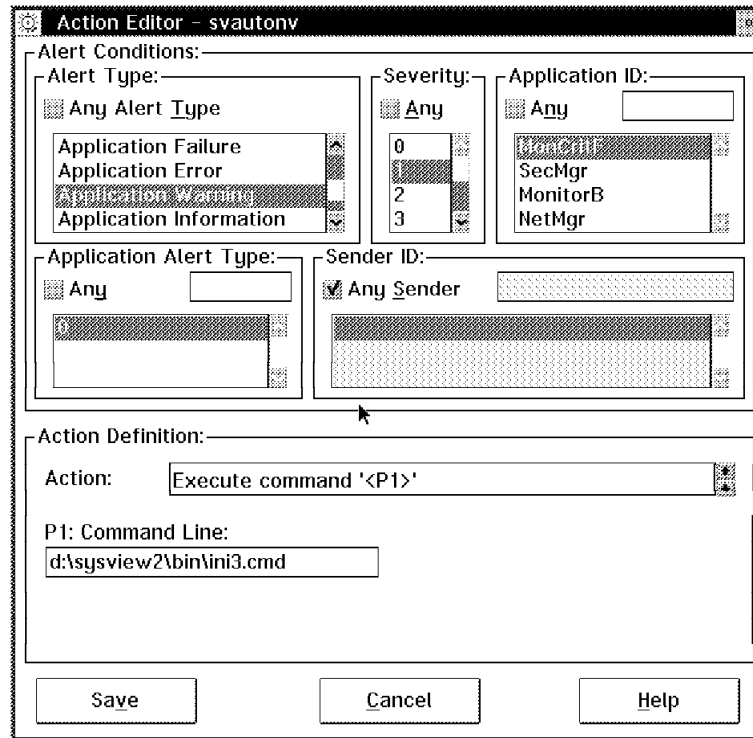 Action Editor - svautonv
Alert Conditions:
Alert Type:
Any Alert Type
Application Failure
Application Error
Application Warning
Application Information
Severity:
Any
0
1
2
3
Application ID:
Any
MonCritF
SecMgr
MonitorB
NetMgr
Application Alert Type:
Any
0
Sender ID:
Any Sender
Action Definition:
Action:
Execute command '<P1>'
P1: Command Line:
d:\sysview2\bin\ini3.cmd
Save
Cancel
Help